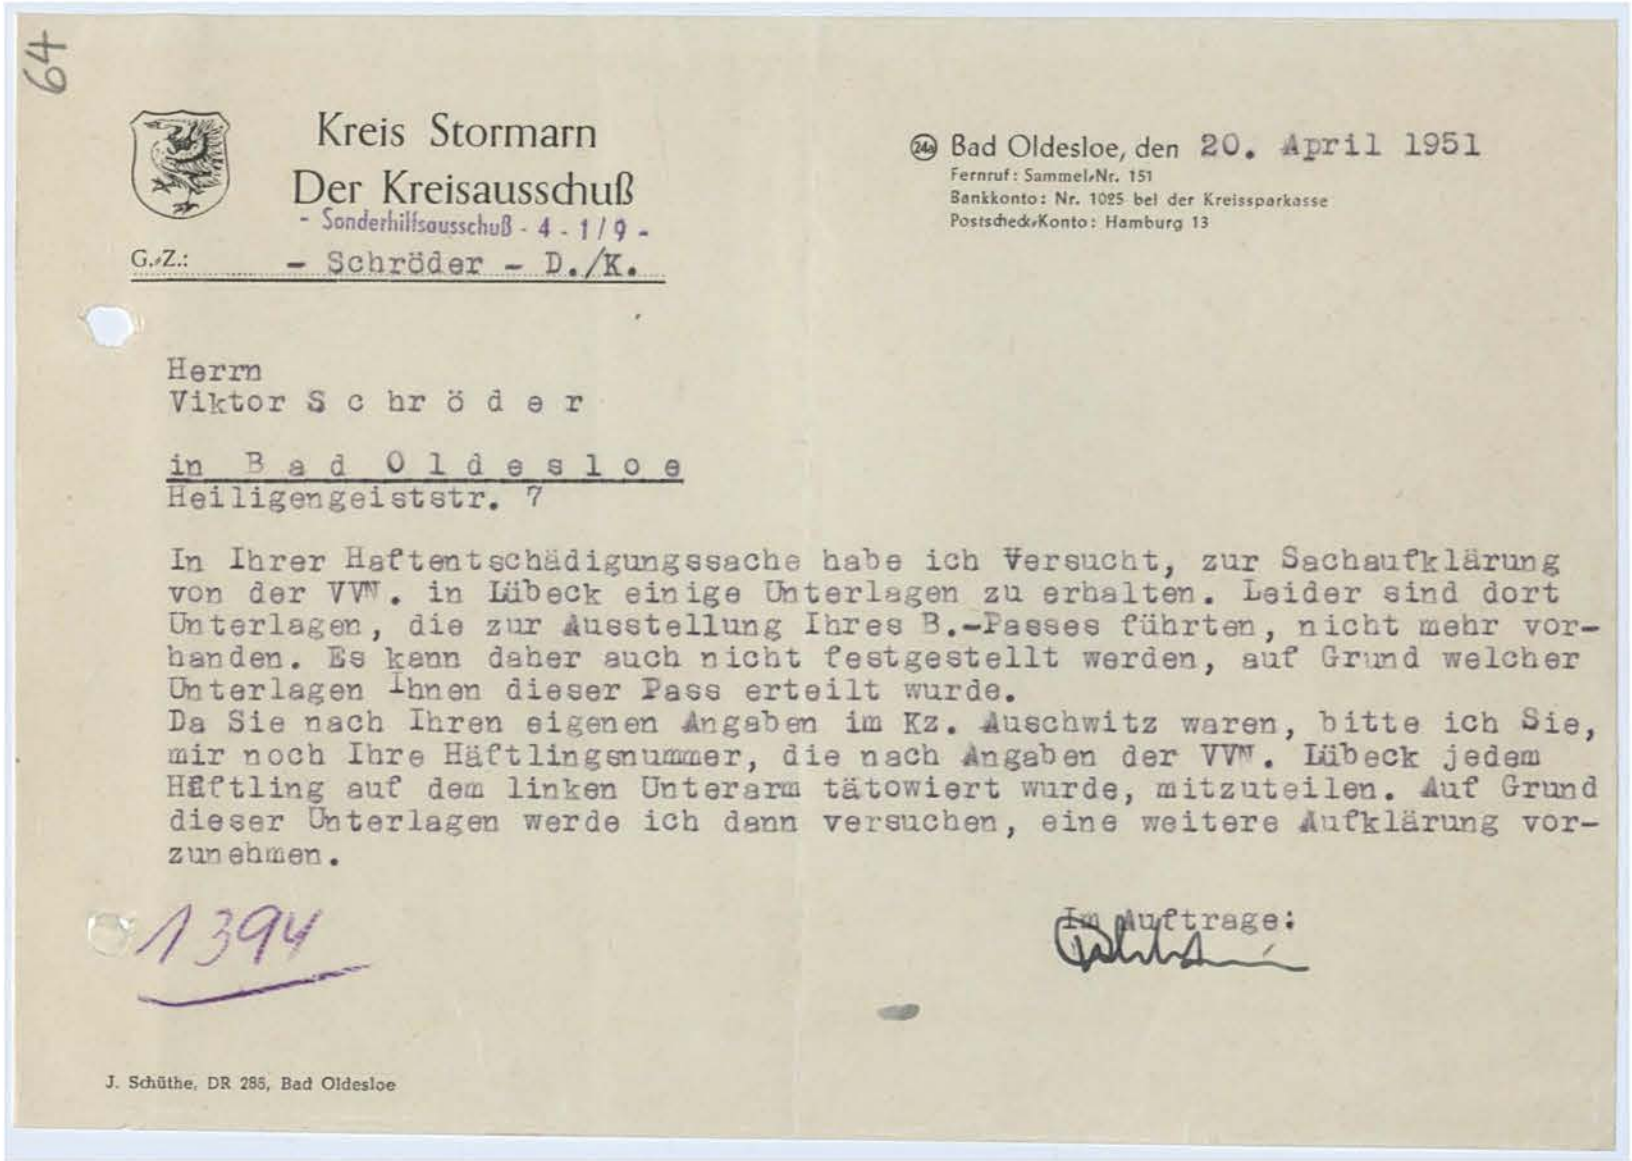 64
Kreis Stormarn
Der Kreisausschuß
- Sonderhilfsausschuß - 4 - 1/9 -
G.-Z.: - Schröder - D./K.
24a Bad Oldesloe, den 20. April 1951
Fernruf: Sammel-Nr. 151
Bankkonto: Nr. 1025 bei der Kreissparkasse
Postscheck-Konto: Hamburg 13
Herrn
Viktor S c h r ö d e r
in B a d O l d e s l o e
Heiligengeiststr. 7
In Ihrer Haftentschädigungssache habe ich Versucht, zur Sachaufklärung
von der VVN. in Lübeck einige Unterlagen zu erhalten. Leider sind dort
Unterlagen, die zur Ausstellung Ihres B.-Passes führten, nicht mehr vor-
handen. Es kann daher auch nicht festgestellt werden, auf Grund welcher
Unterlagen Ihnen dieser Pass erteilt wurde.
Da Sie nach Ihren eigenen Angaben im Kz. Auschwitz waren, bitte ich Sie,
mir noch Ihre Häftlingsnummer, die nach Angaben der VVN. Lübeck jedem
Häftling auf dem linken Unterarm tätowiert wurde, mitzuteilen. Auf Grund
dieser Unterlagen werde ich dann versuchen, eine weitere Aufklärung vor-
zunehmen.
1394
Im Auftrage:
J. Schüthe, DR 285, Bad Oldesloe